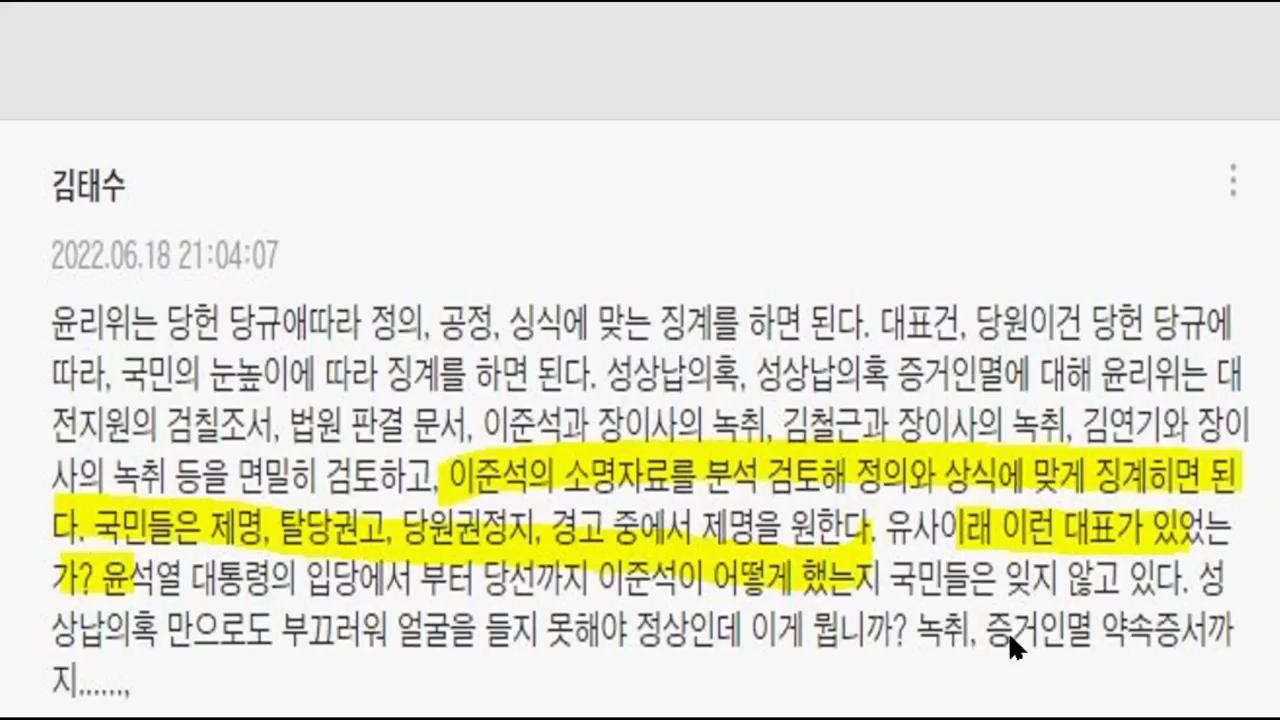 김태수
2022.06.18 21:04:07
윤리위는 당헌 당규애따라 정의, 공정, 싱식에 맞는 징계를 하면 된다. 대표건, 당원이건 당헌 당규에
따라, 국민의 눈높이에 따라 징계를 하면 된다. 성상납의혹, 성상납의혹 증거인멸에 대해 윤리위는 대
전지원의 검칠조서, 법원 판결 문서, 이준석과 장이사의 녹취, 김철근과 장이사의 녹취, 김연기와 장이
사의 녹취 등을 면밀히 검토하고, 이준석의 소명자료를 분석 검토해 정의와 상식에 맞게 징계히면 된
다. 국민들은 제명, 탈당권고, 당원권정지, 경고 중에서 제명을 원한다. 유사이래 이런 대표가 있었는
가? 윤석열 대통령의 입당에서 부터 당선까지 이준석이 어떻게 했는지 국민들은 잊지 않고 있다. 성
상납의혹 만으로도 부끄러워 얼굴을 들지 못해야 정상인데 이게 뭡니까? 녹취, 증거인멸 약속증서까
지......,